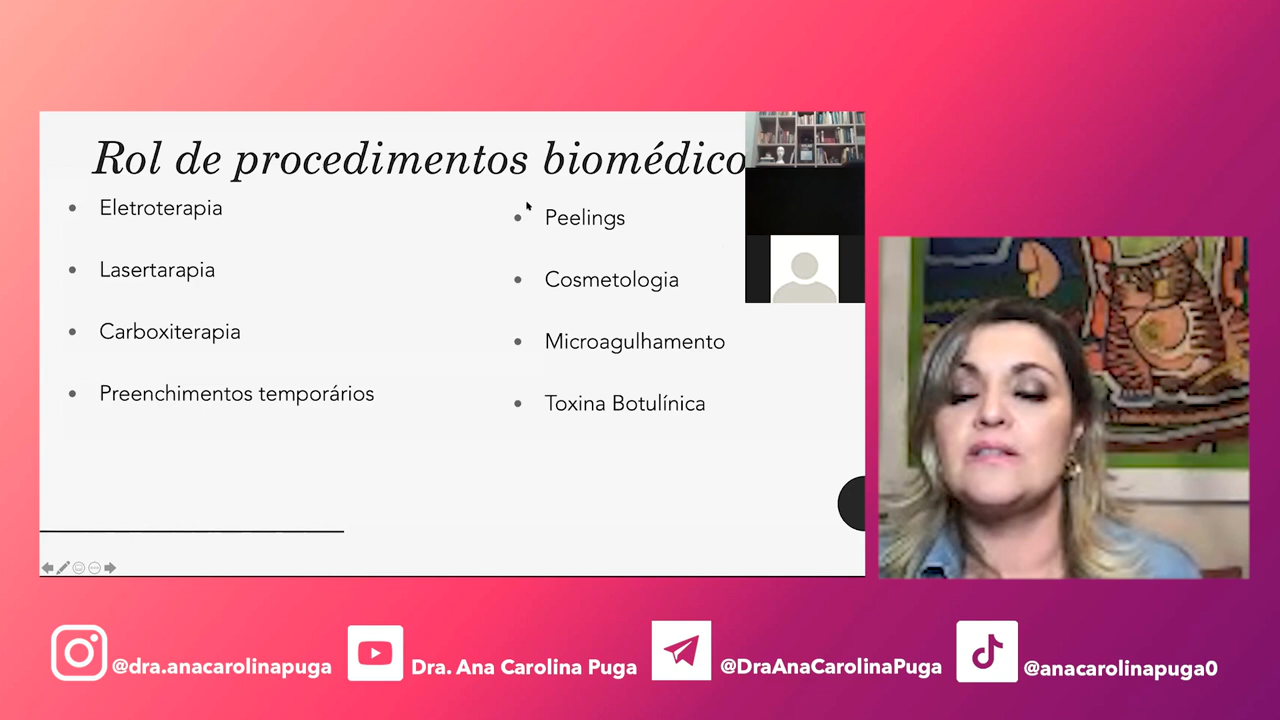 Rol de procedimentos biomédico
Eletroterapia
Lasertarapia
Carboxiterapia
Preenchimentos temporários
Peelings
Cosmetologia
Microagulhamento
Toxina Botulínica
@dra.anacarolinapuga
Dra. Ana Carolina Puga
@DraAnaCarolinaPuga
@anacarolinapuga0